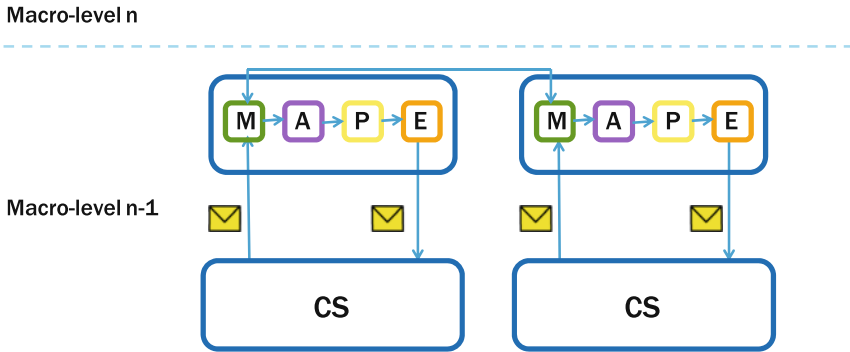 Macro-level n
M A P E M A P E
Macro-level n-1
CS CS